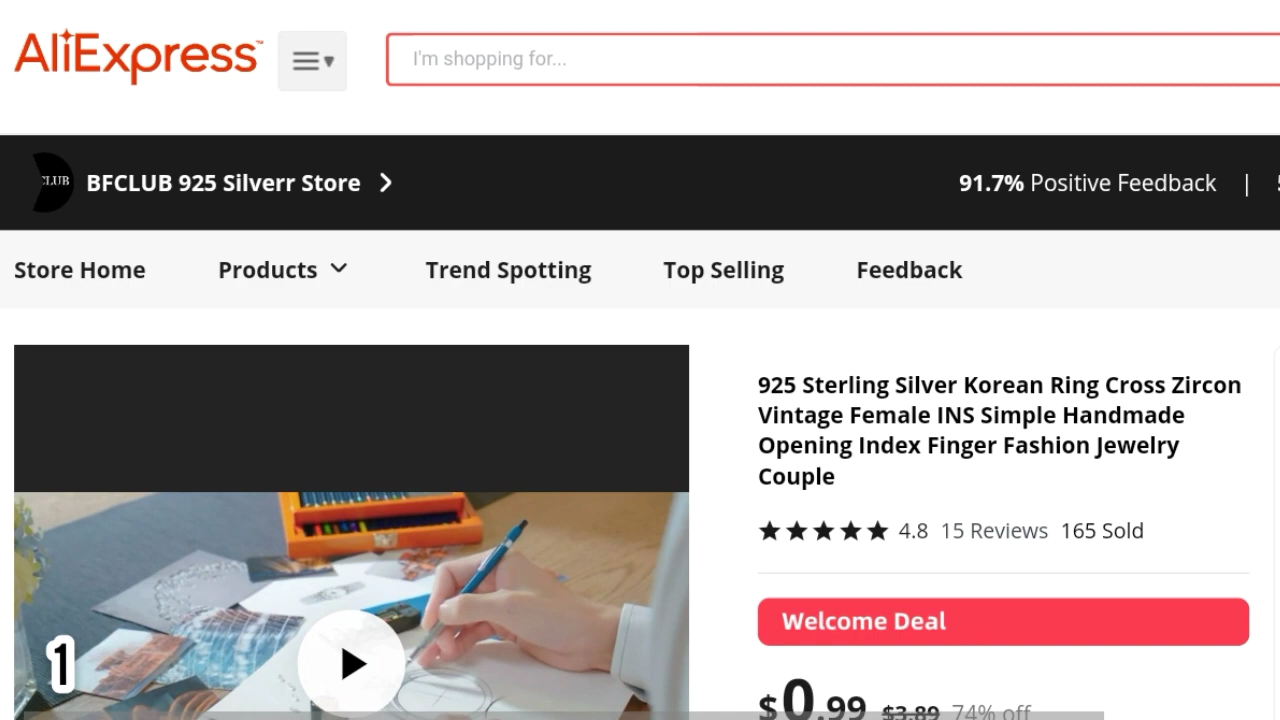 AliExpress™
I'm shopping for...
CLUB
BFCLUB 925 Silverr Store
91.7% Positive Feedback |
Store Home Products Trend Spotting Top Selling Feedback
925 Sterling Silver Korean Ring Cross Zircon
Vintage Female INS Simple Handmade
Opening Index Finger Fashion Jewelry
Couple
4.8 15 Reviews 165 Sold
Welcome Deal
1
$0.99 $3.89 74% off